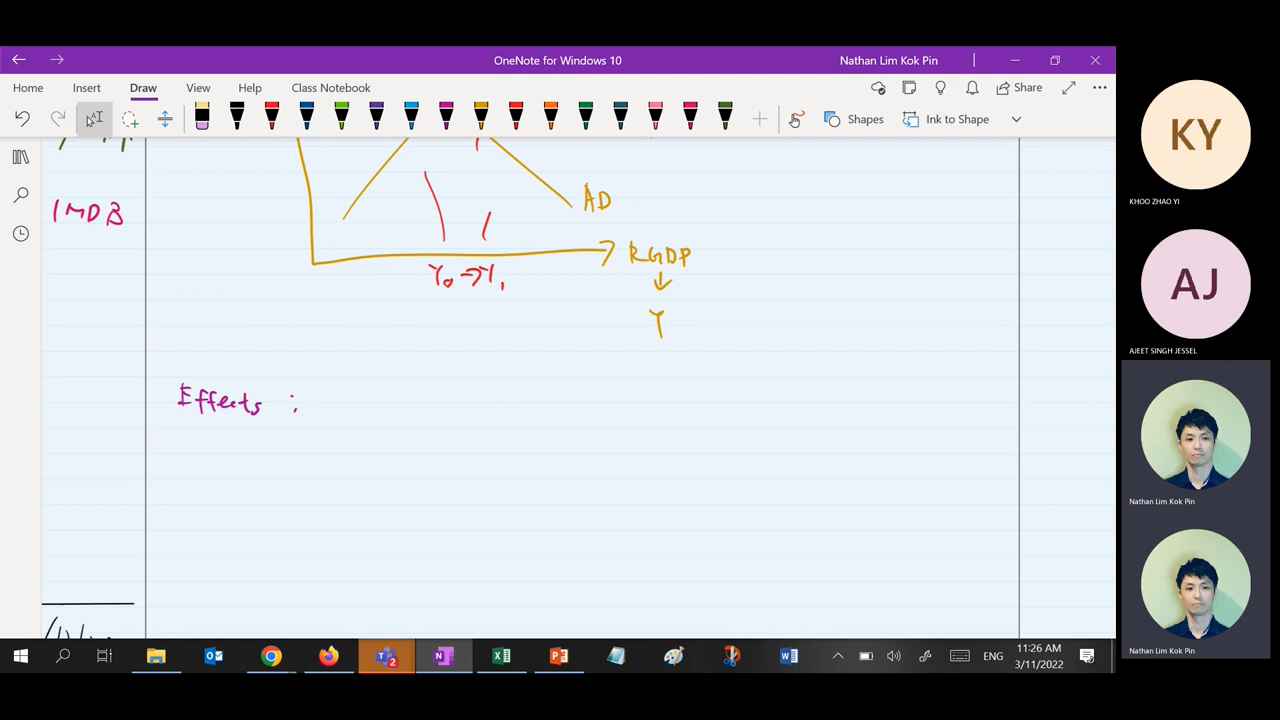 OneNote for Windows 10
Nathan Lim Kok Pin
Home Insert Draw View Help Class Notebook
Share
Shapes
Ink to Shape
KY
KHOO ZHAO YI
1MDB
AD
RGDP
Y₀ → Y₁
Y
AJ
AJEET SINGH JESSEL
Effects :
Nathan Lim Kok Pin
Nathan Lim Kok Pin
2
ENG
11:26 AM
3/11/2022